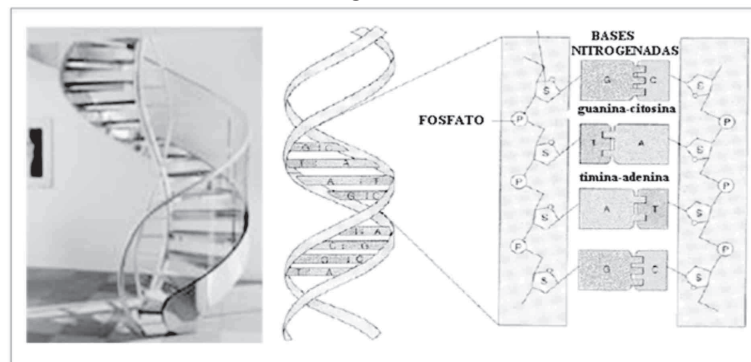 BASES
NITROGENADAS
G C
guanina-citosina
FOSFATO
P
P
S
S
T A
S
S
timina-adenina
P
P
A T
S
S
P
P
G C
S
S
G C
T A
A T
G C
A
C G
G C
T A